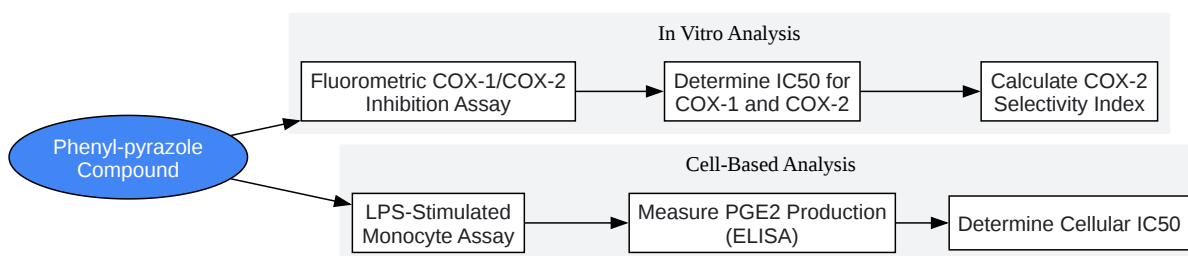 In Vitro Analysis
Fluorometric COX-1/COX-2
Inhibition Assay
Determine IC50 for
COX-1 and COX-2
Calculate COX-2
Selectivity Index
Phenyl-pyrazole
Compound
Cell-Based Analysis
LPS-Stimulated
Monocyte Assay
Measure PGE2 Production
(ELISA)
Determine Cellular IC50